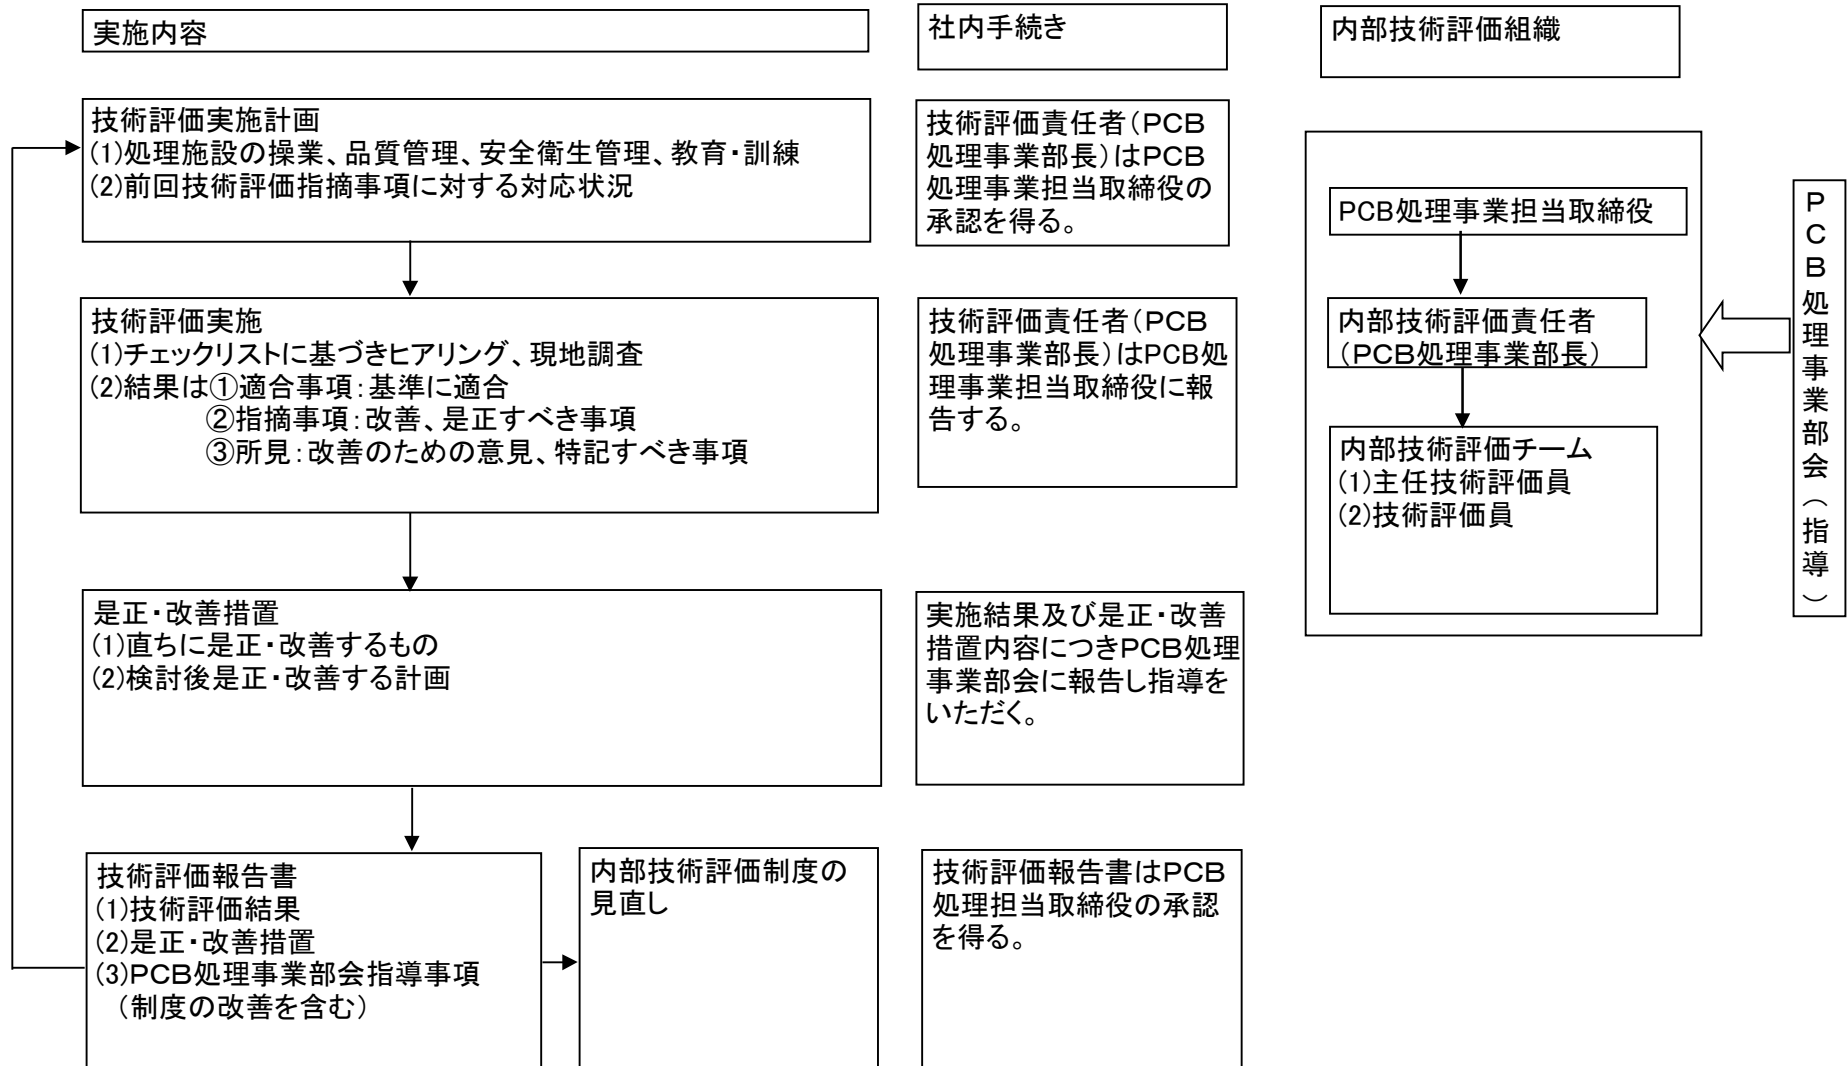 実施内容
社内手続き
内部技術評価組織
技術評価実施計画
(1)処理施設の操業、品質管理、安全衛生管理、教育・訓練
(2)前回技術評価指摘事項に対する対応状況
技術評価責任者(PCB
処理事業部長)はPCB
処理事業担当取締役の
承認を得る。
技術評価実施
(1)チェックリストに基づきヒアリング、現地調査
(2)結果は①適合事項:基準に適合
②指摘事項:改善、是正すべき事項
③所見:改善のための意見、特記すべき事項
技術評価責任者(PCB
処理事業部長)はPCB処
理事業担当取締役に報
告する。
是正・改善措置
(1)直ちに是正・改善するもの
(2)検討後是正・改善する計画
実施結果及び是正・改善
措置内容につきPCB処理
事業部会に報告し指導を
いただく。
技術評価報告書
(1)技術評価結果
(2)是正・改善措置
(3)PCB処理事業部会指導事項
(制度の改善を含む)
内部技術評価制度の
見直し
技術評価報告書はPCB
処理担当取締役の承認
を得る。
PCB処理事業担当取締役
内部技術評価責任者
(PCB処理事業部長)
内部技術評価チーム
(1)主任技術評価員
(2)技術評価員
PCB処理事業部会(指導)